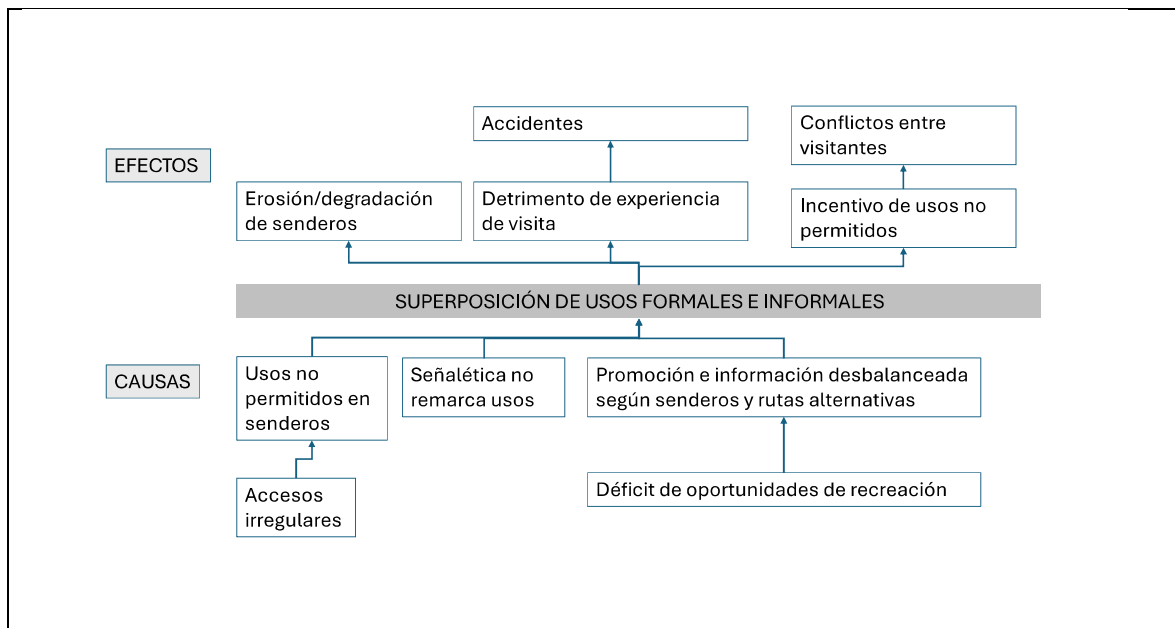 Accidentes
Conflictos entre
visitantes
EFECTOS
Erosión/degradación
de senderos
Detrimento de experiencia
de visita
Incentivo de usos no
permitidos
SUPERPOSICIÓN DE USOS FORMALES E INFORMALES
CAUSAS
Usos no
permitidos en
senderos
Señalética no
remarca usos
Promoción e información desbalanceada
según senderos y rutas alternativas
Accesos
irregulares
Déficit de oportunidades de recreación